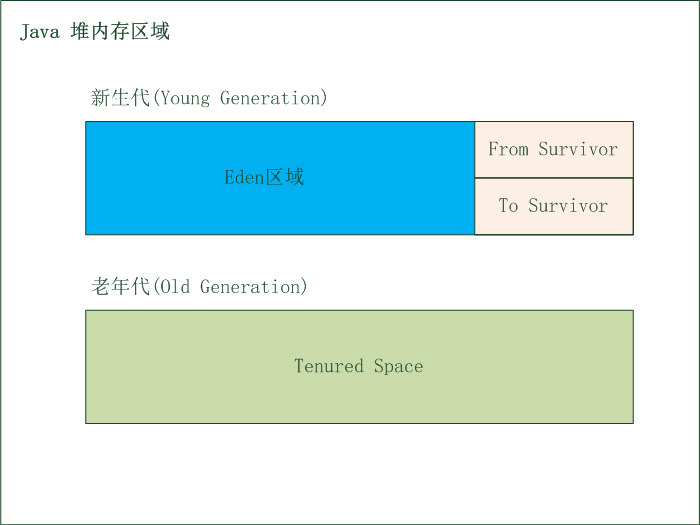 Java 堆内存区域
新生代(Young Generation)
Eden区域
From Survivor
To Survivor
老年代(Old Generation)
Tenured Space